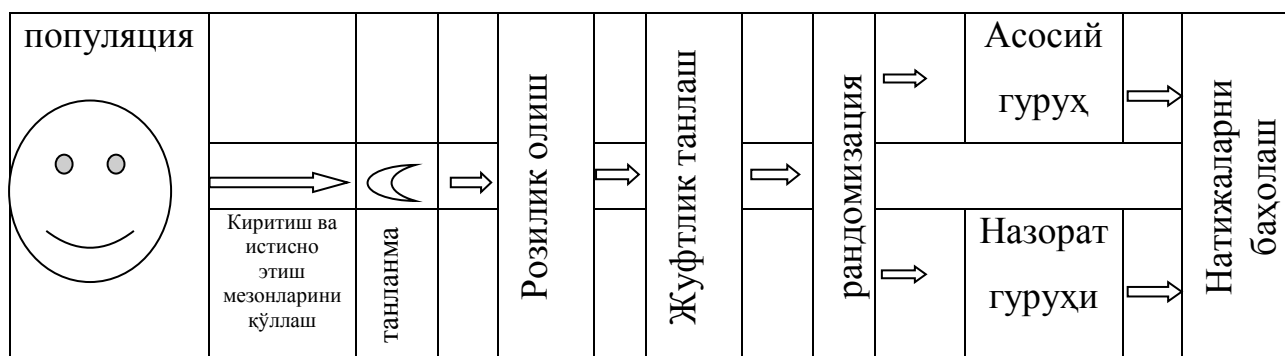 популяция
Киритиш ва
истисно
этиш
мезонларини
қўллаш
танланма
Розилик олиш
Жуфтлик танлаш
рандомизация
Асосий
гуруҳ
Назорат
гуруҳи
Натижаларни
баҳолаш